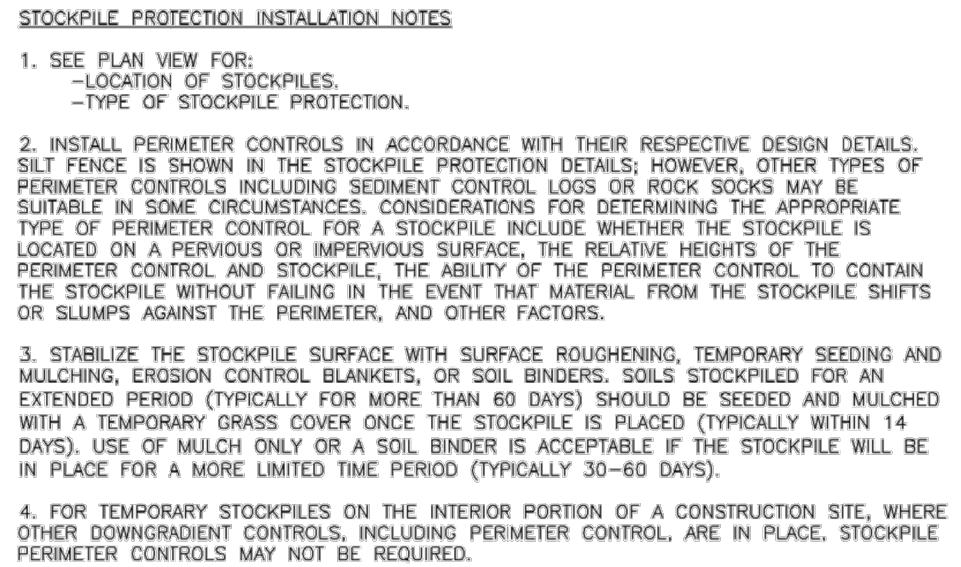 STOCKPILE PROTECTION INSTALLATION NOTES
1. SEE PLAN VIEW FOR:
-LOCATION OF STOCKPILES.
-TYPE OF STOCKPILE PROTECTION.
2. INSTALL PERIMETER CONTROLS IN ACCORDANCE WITH THEIR RESPECTIVE DESIGN DETAILS.
SILT FENCE IS SHOWN IN THE STOCKPILE PROTECTION DETAILS; HOWEVER, OTHER TYPES OF
PERIMETER CONTROLS INCLUDING SEDIMENT CONTROL LOGS OR ROCK SOCKS MAY BE
SUITABLE IN SOME CIRCUMSTANCES. CONSIDERATIONS FOR DETERMINING THE APPROPRIATE
TYPE OF PERIMETER CONTROL FOR A STOCKPILE INCLUDE WHETHER THE STOCKPILE IS
LOCATED ON A PERVIOUS OR IMPERVIOUS SURFACE, THE RELATIVE HEIGHTS OF THE
PERIMETER CONTROL AND STOCKPILE, THE ABILITY OF THE PERIMETER CONTROL TO CONTAIN
THE STOCKPILE WITHOUT FAILING IN THE EVENT THAT MATERIAL FROM THE STOCKPILE SHIFTS
OR SLUMPS AGAINST THE PERIMETER, AND OTHER FACTORS.
3. STABILIZE THE STOCKPILE SURFACE WITH SURFACE ROUGHENING, TEMPORARY SEEDING AND
MULCHING, EROSION CONTROL BLANKETS, OR SOIL BINDERS. SOILS STOCKPILED FOR AN
EXTENDED PERIOD (TYPICALLY FOR MORE THAN 60 DAYS) SHOULD BE SEEDED AND MULCHED
WITH A TEMPORARY GRASS COVER ONCE THE STOCKPILE IS PLACED (TYPICALLY WITHIN 14
DAYS). USE OF MULCH ONLY OR A SOIL BINDER IS ACCEPTABLE IF THE STOCKPILE WILL BE
IN PLACE FOR A MORE LIMITED TIME PERIOD (TYPICALLY 30-60 DAYS).
4. FOR TEMPORARY STOCKPILES ON THE INTERIOR PORTION OF A CONSTRUCTION SITE, WHERE
OTHER DOWNGRADIENT CONTROLS, INCLUDING PERIMETER CONTROL, ARE IN PLACE, STOCKPILE
PERIMETER CONTROLS MAY NOT BE REQUIRED.